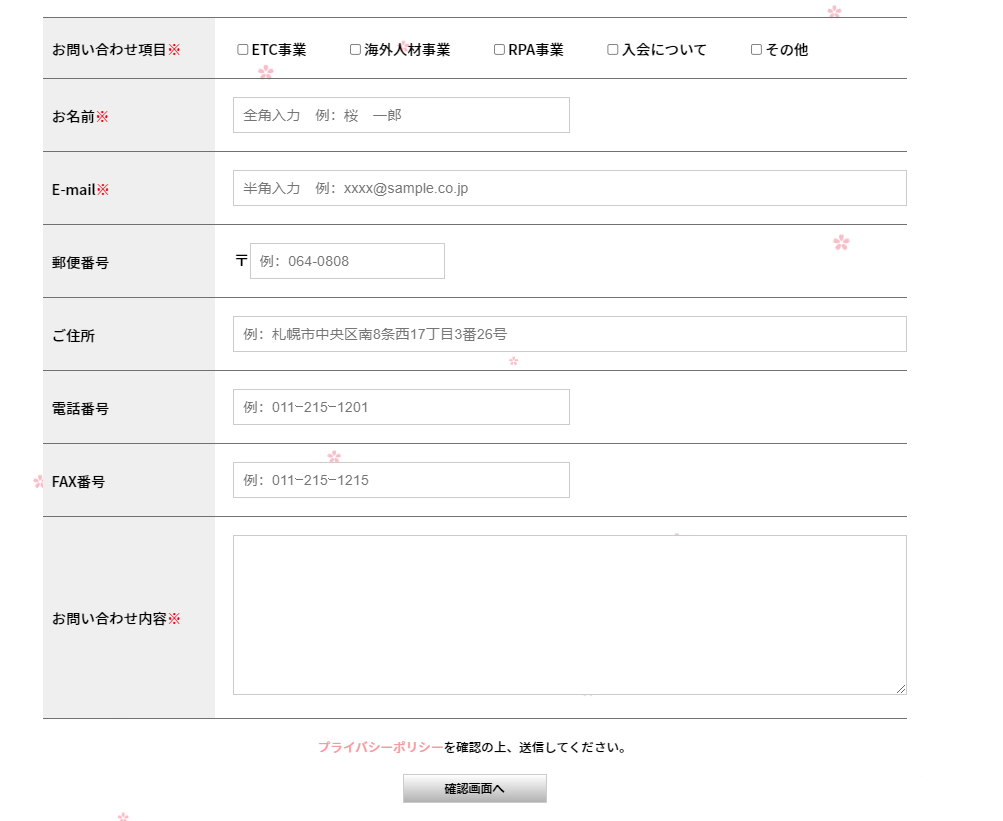 お問い合わせ項目※ ETC事業 海外人材事業 RPA事業 入会について その他
お名前※ 全角入力　例：桜　一郎
E-mail※ 半角入力　例：xxxx@sample.co.jp
郵便番号 〒 例：064-0808
ご住所 例：札幌市中央区南8条西17丁目3番26号
電話番号 例：011−215−1201
FAX番号 例：011−215−1215
お問い合わせ内容※
プライバシーポリシーを確認の上、送信してください。
確認画面へ